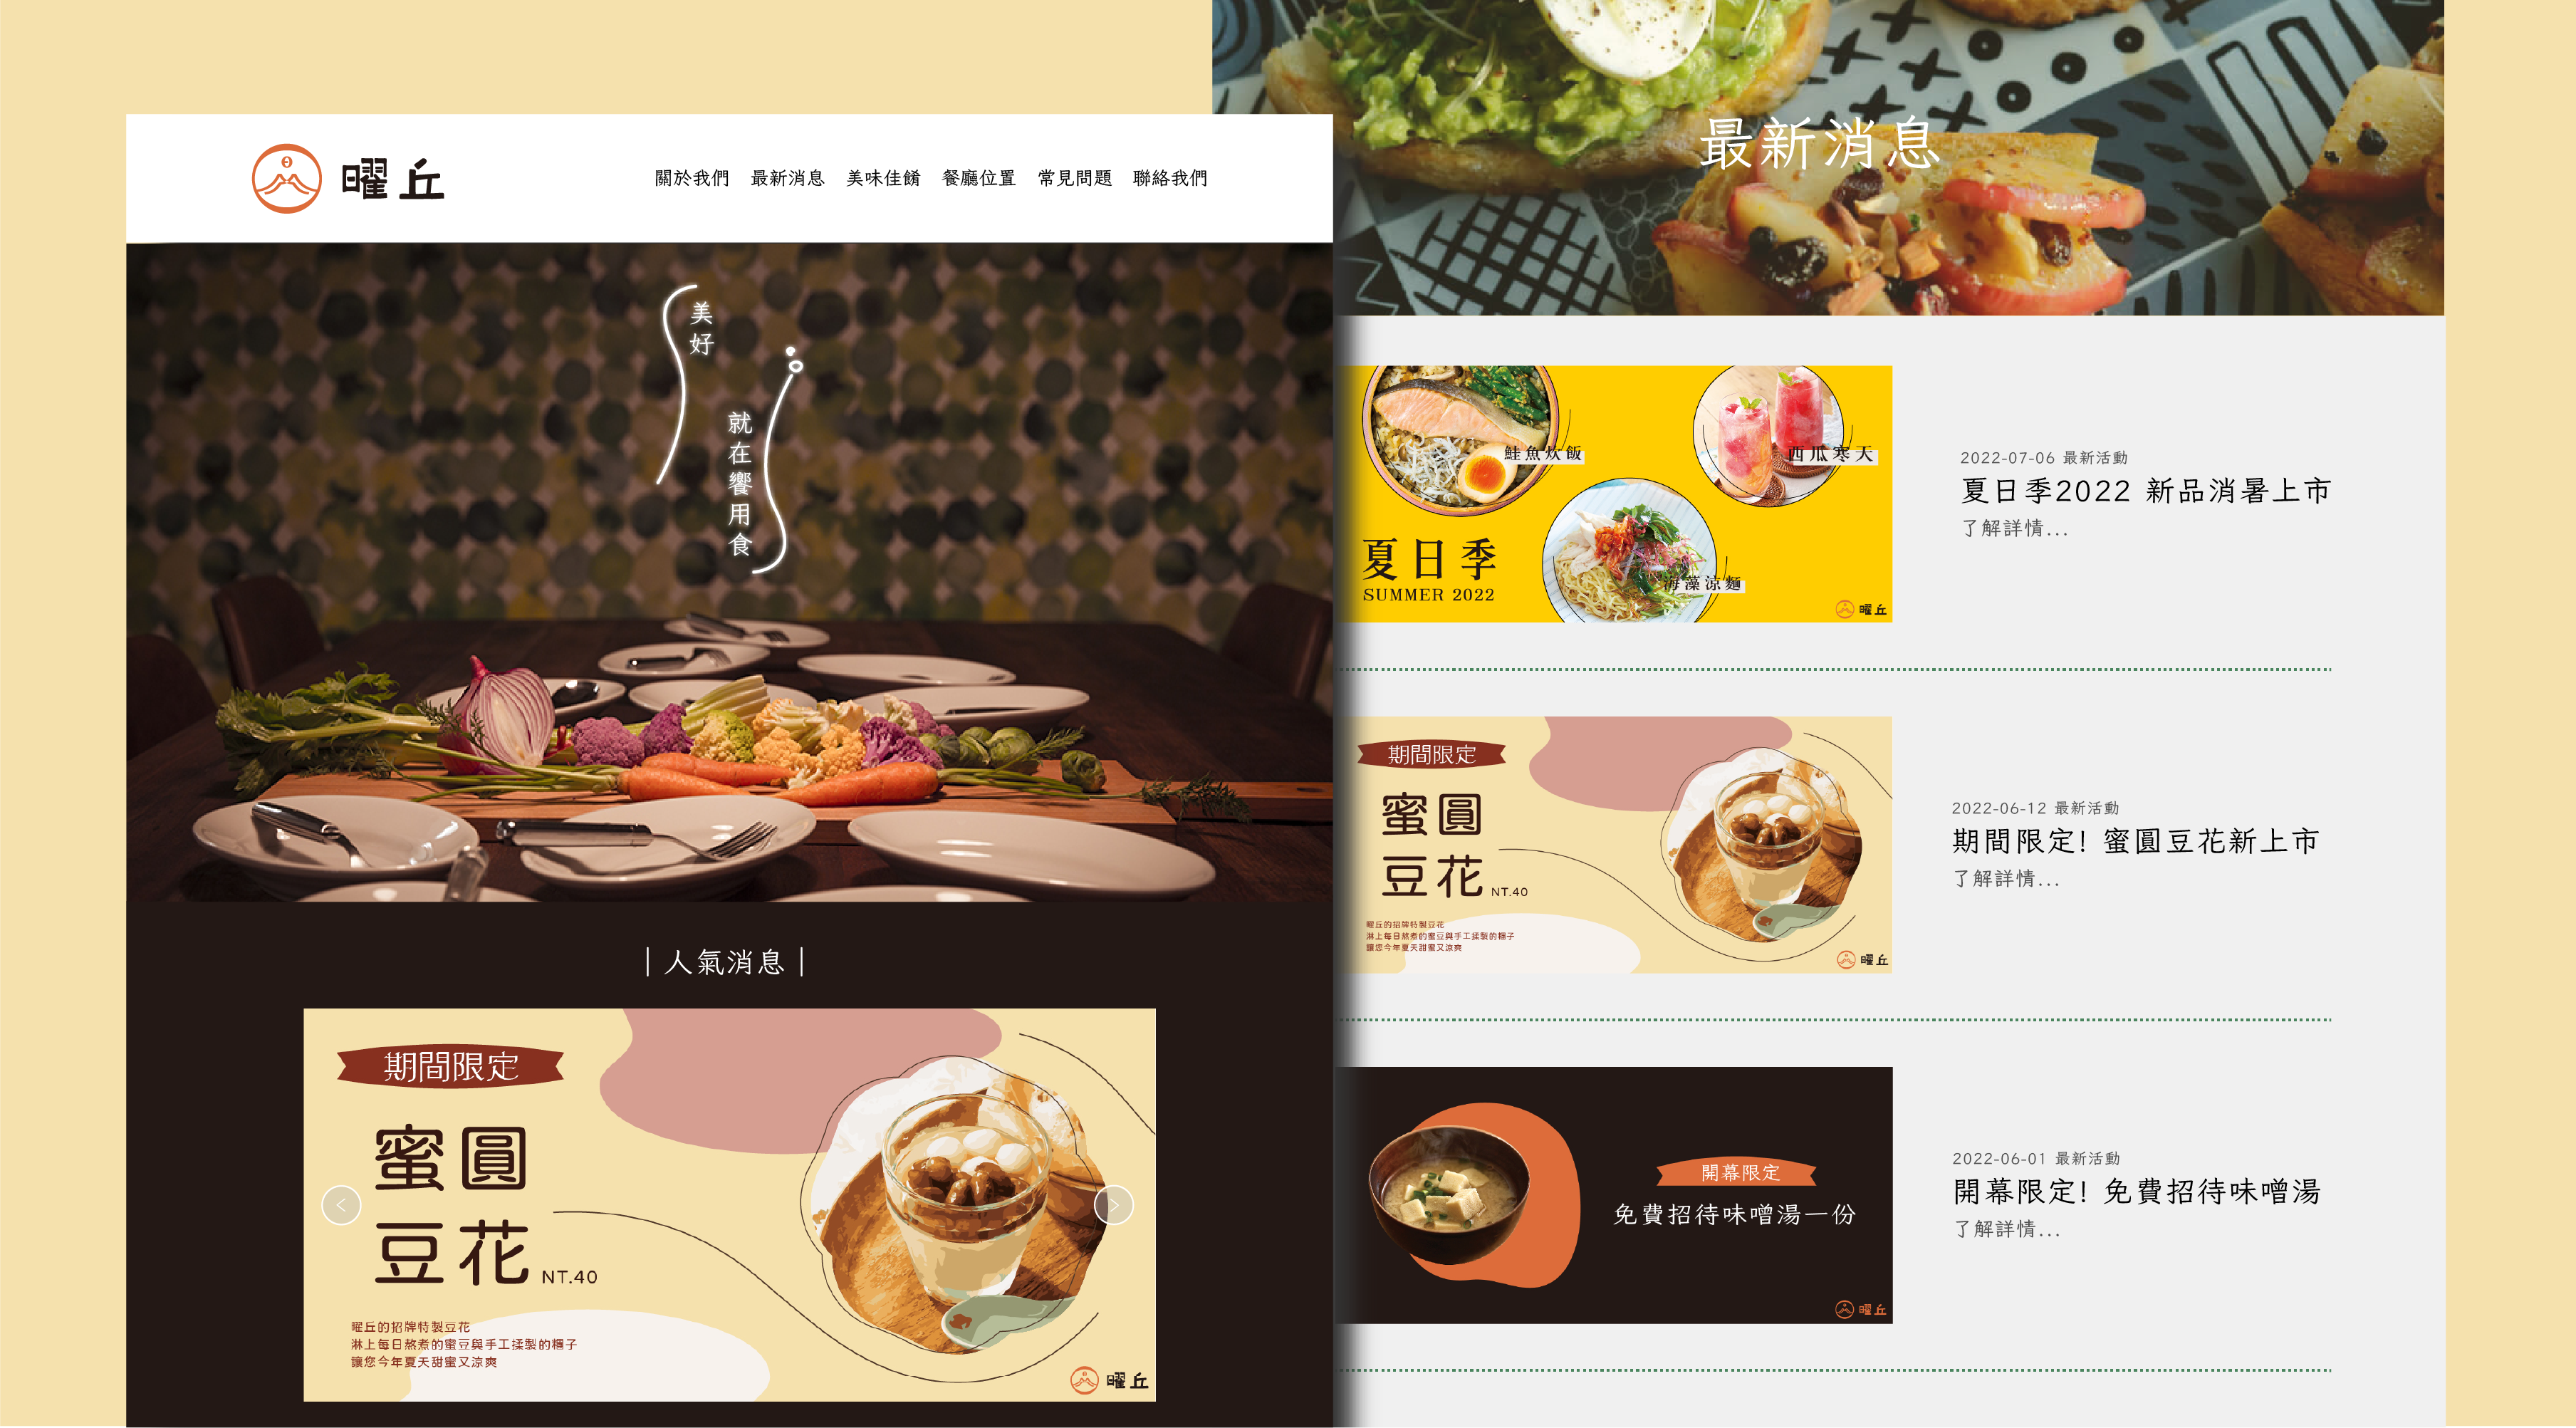 曜丘
關於我們 最新消息 美味佳餚 餐廳位置 常見問題 聯絡我們
美好
就在饗用食
人氣消息
期間限定
蜜圓
豆花 NT.40
曜丘的招牌特製豆花
淋上每日熬煮的蜜豆與手工揉製的糰子
讓您今年夏天甜蜜又涼爽
曜丘
最新消息
鮭魚炊飯
西瓜寒天
海藻涼麵
夏日季
SUMMER 2022
曜丘
2022-07-06 最新活動
夏日季2022 新品消暑上市
了解詳情...
期間限定
蜜圓
豆花 NT.40
曜丘的招牌特製豆花
淋上每日熬煮的蜜豆與手工揉製的糰子
讓您今年夏天甜蜜又涼爽
曜丘
2022-06-12 最新活動
期間限定! 蜜圓豆花新上市
了解詳情...
開幕限定
免費招待味噌湯一份
曜丘
2022-06-01 最新活動
開幕限定! 免費招待味噌湯
了解詳情...